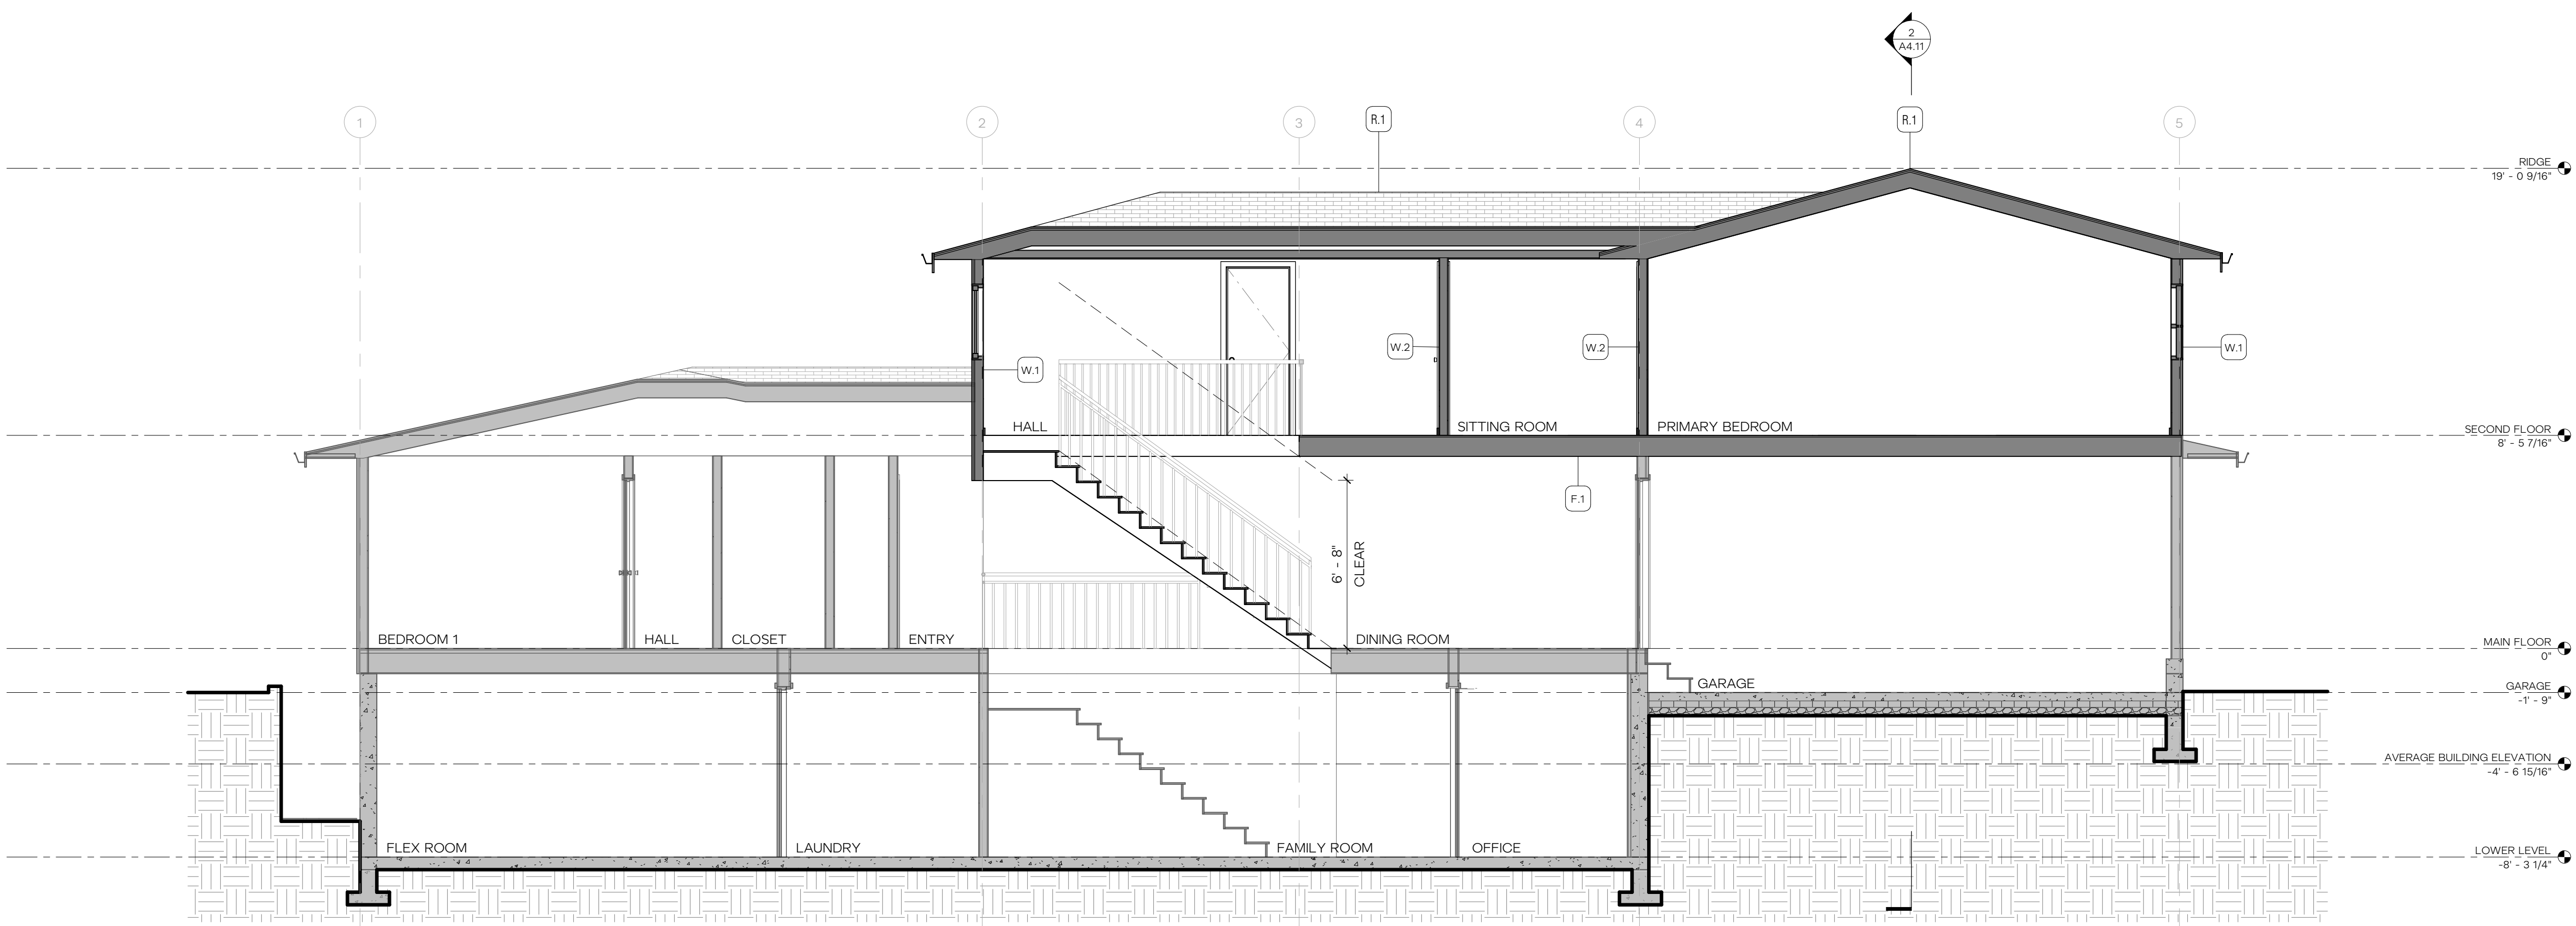 2
A4.11
1
2
3
R.1
4
R.1
5
RIDGE
19' - 0 9/16"
W.2
W.2
W.1
W.1
HALL
SITTING ROOM
PRIMARY BEDROOM
SECOND FLOOR
8' - 5 7/16"
F.1
6' - 8"
CLEAR
BEDROOM 1
HALL
CLOSET
ENTRY
DINING ROOM
MAIN FLOOR
0"
GARAGE
GARAGE
-1' - 9"
AVERAGE BUILDING ELEVATION
-4' - 6 15/16"
FLEX ROOM
LAUNDRY
FAMILY ROOM
OFFICE
LOWER LEVEL
-8' - 3 1/4"